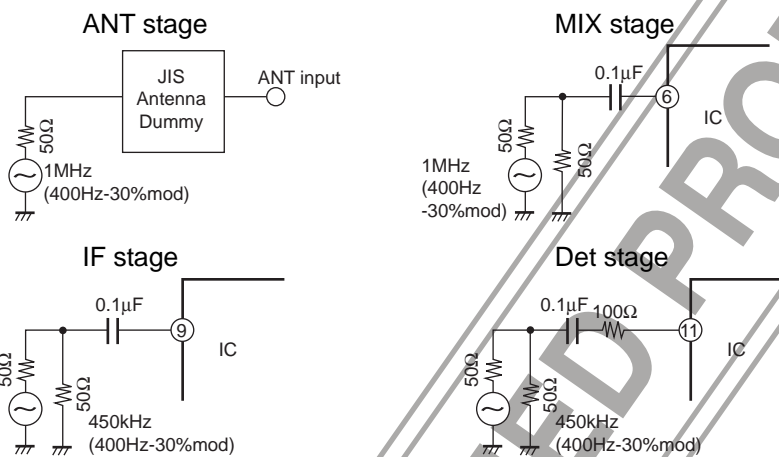 ANT stage
JIS
Antenna
Dummy
ANT input
50Ω
1MHz
(400Hz-30%mod)
MIX stage
0.1µF
6
IC
50Ω
50Ω
1MHz
(400Hz
-30%mod)
IF stage
0.1µF
9
IC
50Ω
50Ω
450kHz
(400Hz-30%mod)
Det stage
0.1µF
100Ω
11
IC
50Ω
50Ω
450kHz
(400Hz-30%mod)
ED PRO